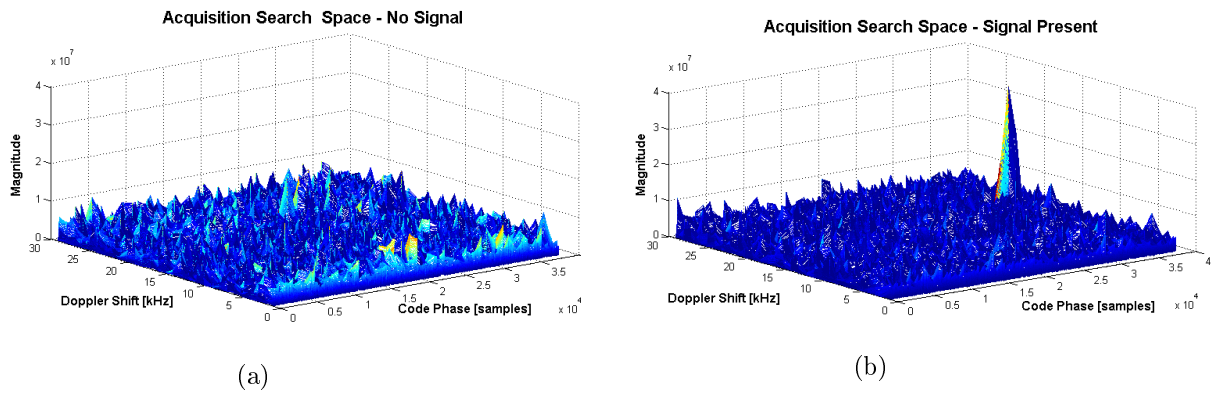 Acquisition Search Space - No Signal
x 10^7
4
3
2
1
0
Magnitude
30
25
20
15
10
5
0
Doppler Shift [kHz]
0
0.5
1
1.5
2
2.5
3
3.5
x 10^4
Code Phase [samples]
(a)
Acquisition Search Space - Signal Present
x 10^7
4
3
2
1
0
Magnitude
30
25
20
15
10
5
0
Doppler Shift [kHz]
0
0.5
1
1.5
2
2.5
3
3.5
4
x 10^4
Code Phase [samples]
(b)